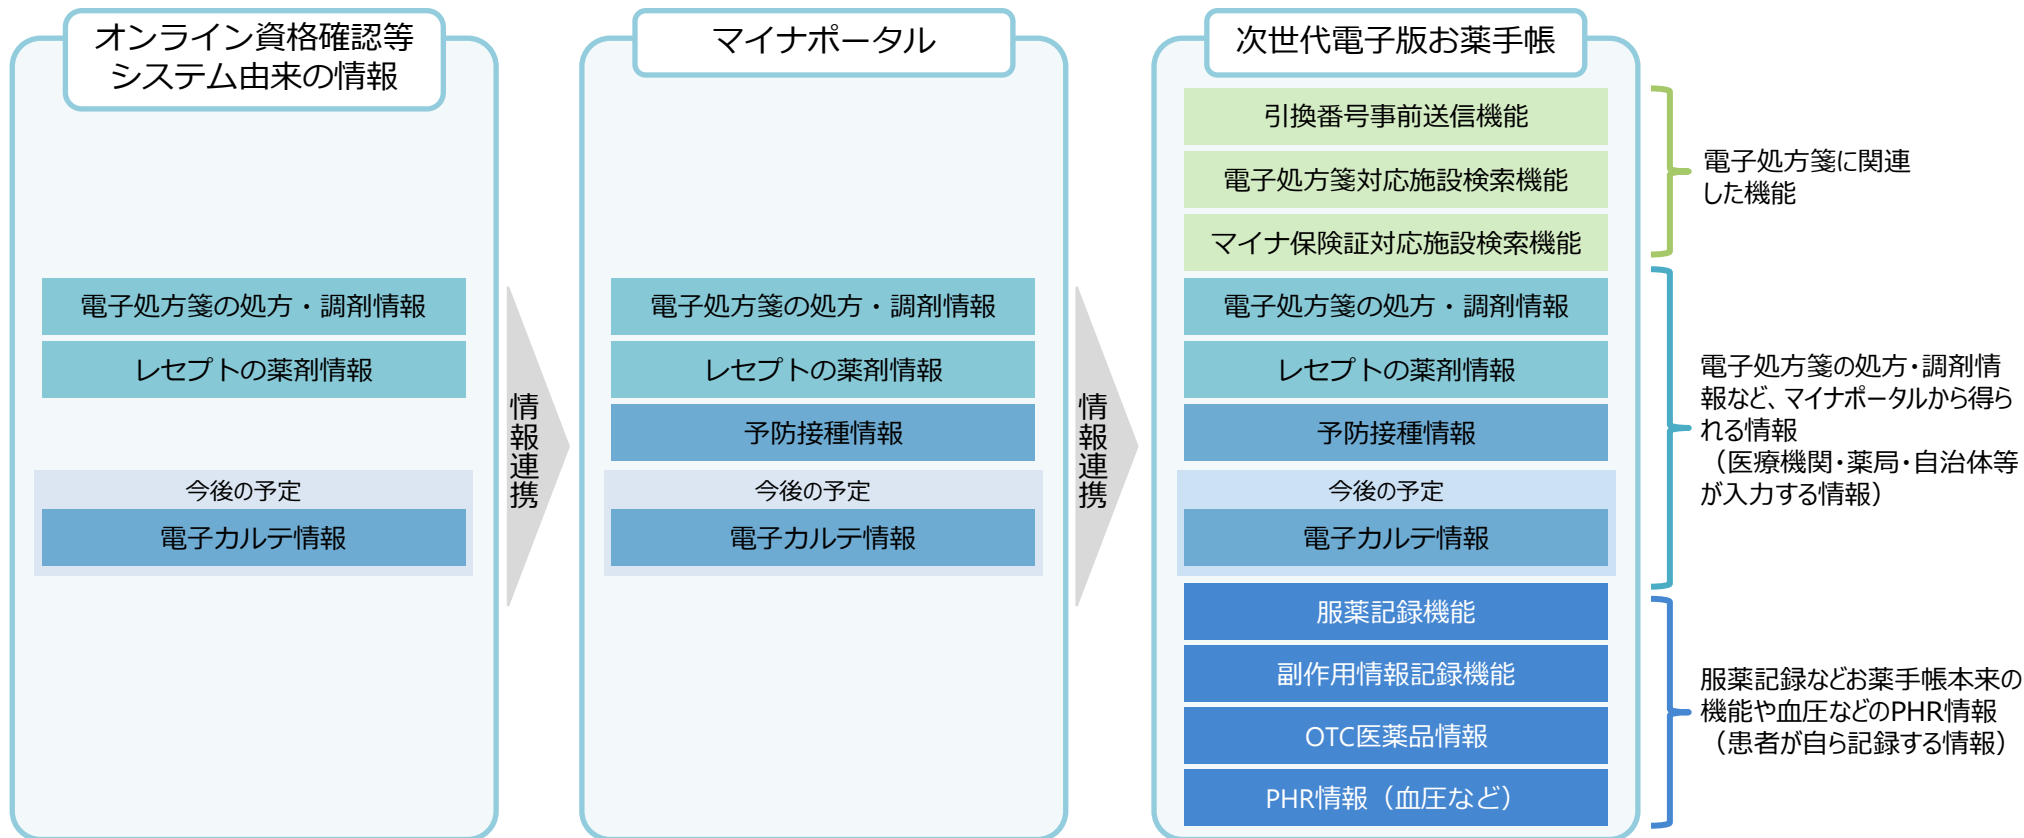 オンライン資格確認等
システム由来の情報
電子処方箋の処方・調剤情報
レセプトの薬剤情報
今後の予定
電子カルテ情報
情報連携
マイナポータル
電子処方箋の処方・調剤情報
レセプトの薬剤情報
予防接種情報
今後の予定
電子カルテ情報
情報連携
次世代電子版お薬手帳
引換番号事前送信機能
電子処方箋対応施設検索機能
マイナ保険証対応施設検索機能
電子処方箋の処方・調剤情報
レセプトの薬剤情報
予防接種情報
今後の予定
電子カルテ情報
服薬記録機能
副作用情報記録機能
OTC医薬品情報
PHR情報（血圧など）
電子処方箋に関連
した機能
電子処方箋の処方・調剤情
報など、マイナポータルから得ら
れる情報
（医療機関・薬局・自治体等
が入力する情報）
服薬記録などお薬手帳本来の
機能や血圧などのPHR情報
（患者が自ら記録する情報）